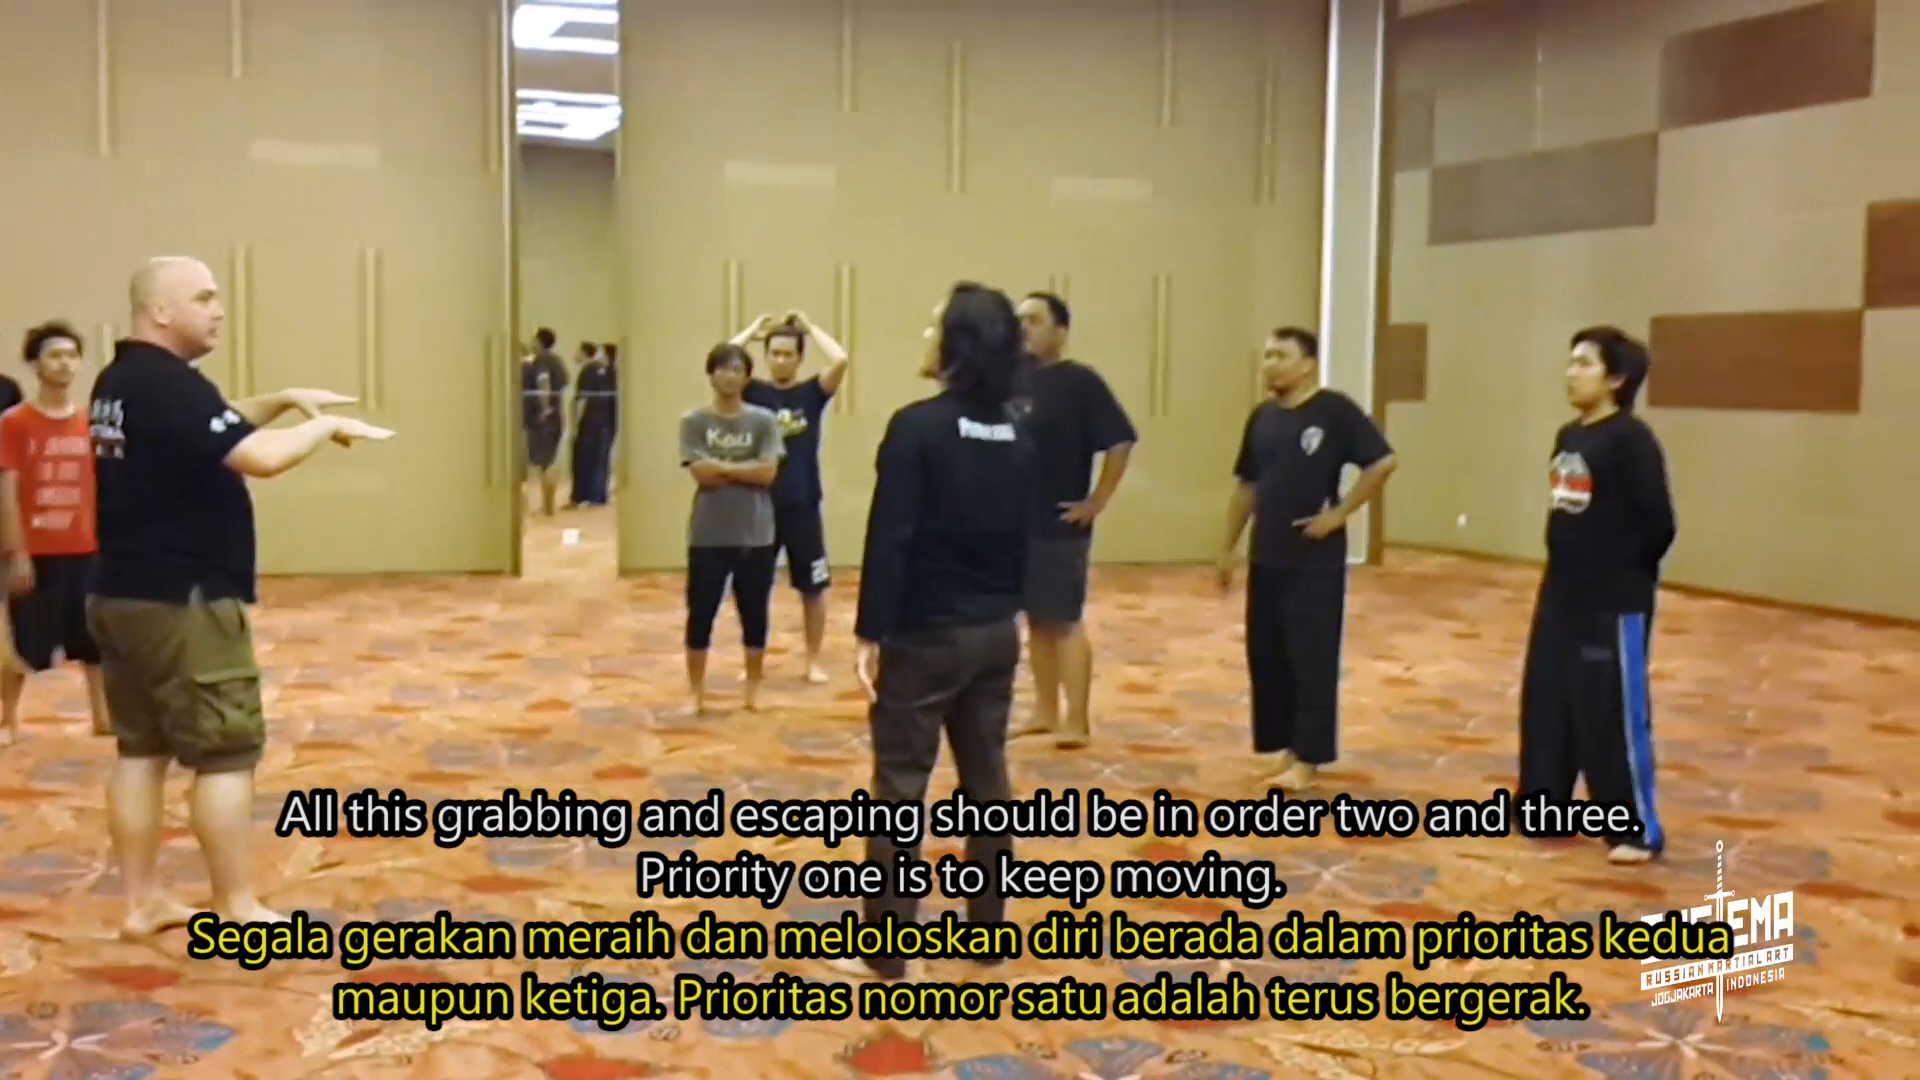 All this grabbing and escaping should be in order two and three.
Priority one is to keep moving.
Segala gerakan meraih dan meloloskan diri berada dalam prioritas kedua
maupun ketiga. Prioritas nomor satu adalah terus bergerak.
RUSSIAN MARTIAL ART
JOGJAKARTA INDONESIA